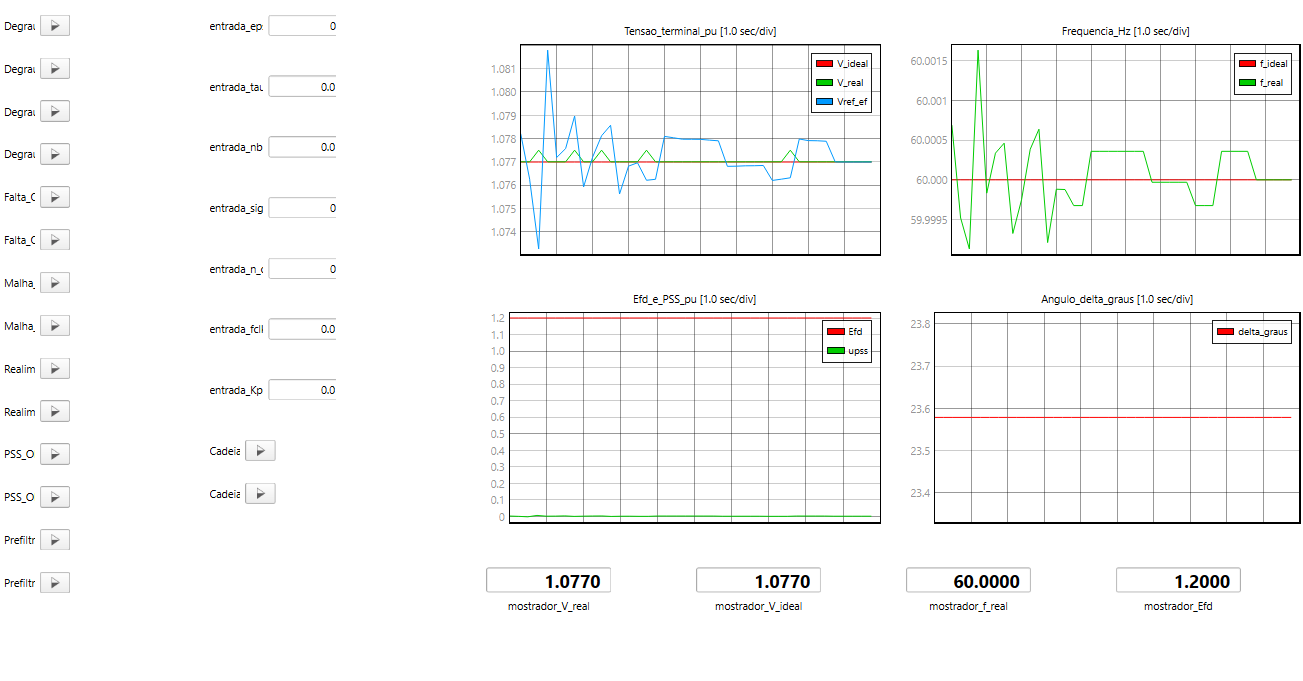 Degrau
Degrau
Degrau
Degrau
Falta_C
Falta_C
Malha_
Malha_
Realim
Realim
PSS_O
PSS_O
Prefiltr
Prefiltr
entrada_eps 0
entrada_tau 0.0
entrada_nb 0.0
entrada_sig 0
entrada_n_c 0
entrada_fcll 0.0
entrada_Kp 0.0
Cadeia
Cadeia
Tensao_terminal_pu [1.0 sec/div]
1.081
1.080
1.079
1.078
1.077
1.076
1.075
1.074
V_ideal
V_real
Vref_ef
Frequencia_Hz [1.0 sec/div]
60.0015
60.001
60.0005
60.000
59.9995
f_ideal
f_real
Efd_e_PSS_pu [1.0 sec/div]
1.2
1.1
1.0
0.9
0.8
0.7
0.6
0.5
0.4
0.3
0.2
0.1
0
Efd
upss
Angulo_delta_graus [1.0 sec/div]
23.8
23.7
23.6
23.5
23.4
delta_graus
1.0770
mostrador_V_real
1.0770
mostrador_V_ideal
60.0000
mostrador_f_real
1.2000
mostrador_Efd